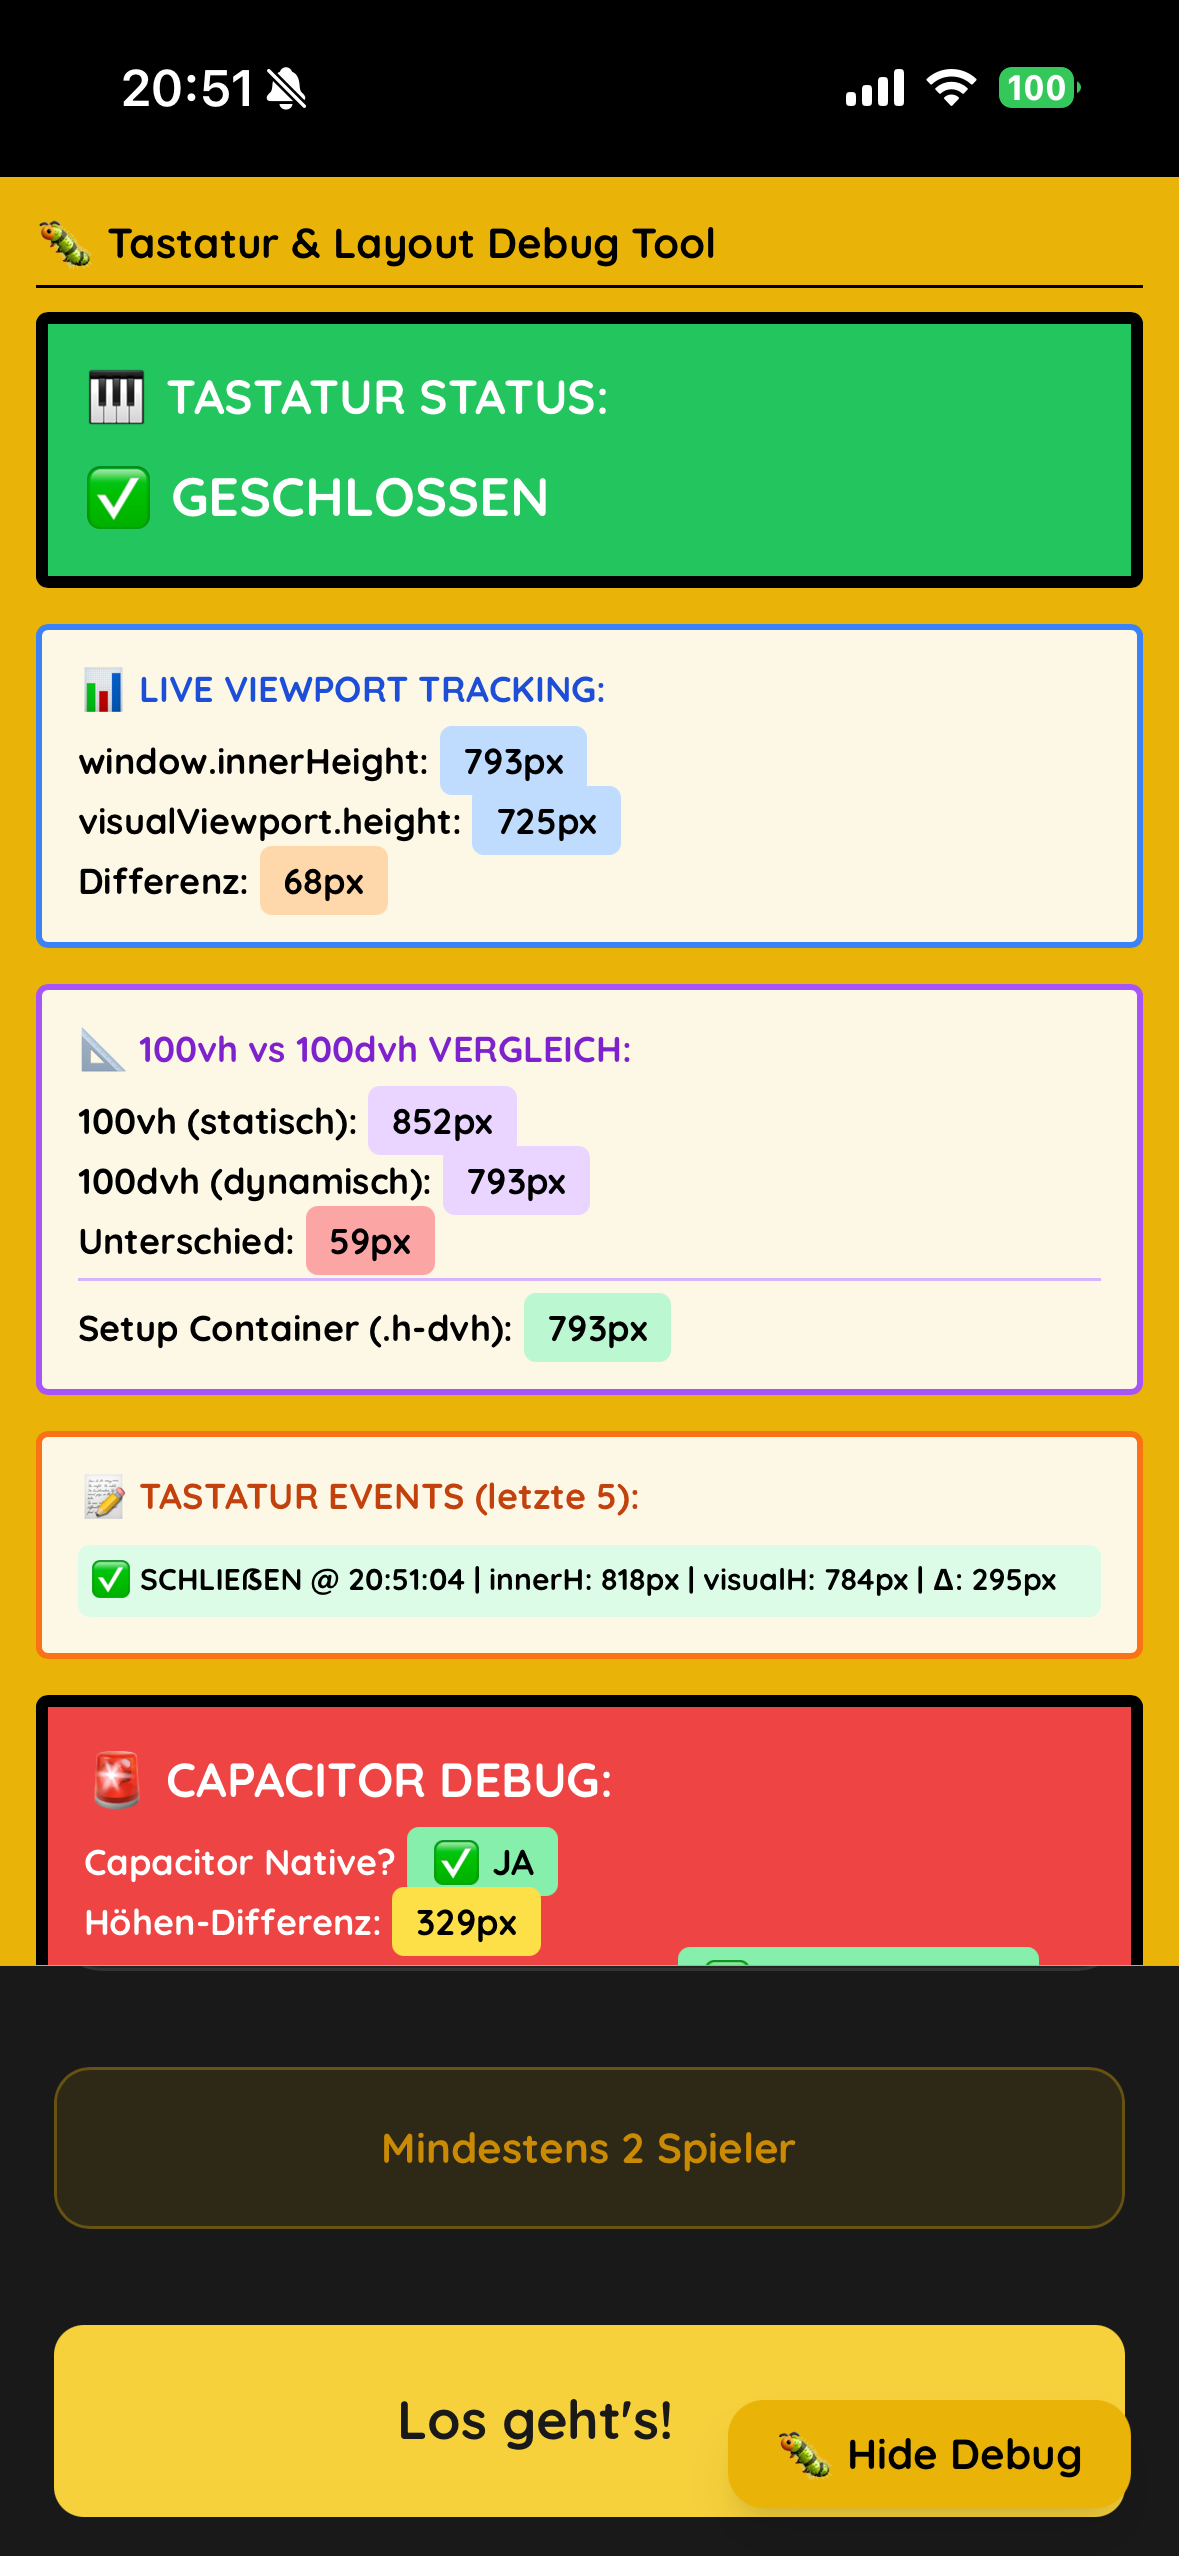 20:51
100
Tastatur & Layout Debug Tool
TASTATUR STATUS:
GESCHLOSSEN
LIVE VIEWPORT TRACKING:
window.innerHeight: 793px
visualViewport.height: 725px
Differenz: 68px
100vh vs 100dvh VERGLEICH:
100vh (statisch): 852px
100dvh (dynamisch): 793px
Unterschied: 59px
Setup Container (.h-dvh): 793px
TASTATUR EVENTS (letzte 5):
SCHLIEẞEN @ 20:51:04 | innerH: 818px | visualH: 784px | Δ: 295px
CAPACITOR DEBUG:
Capacitor Native? ✅ JA
Höhen-Differenz: 329px
Mindestens 2 Spieler
Los geht's!
Hide Debug